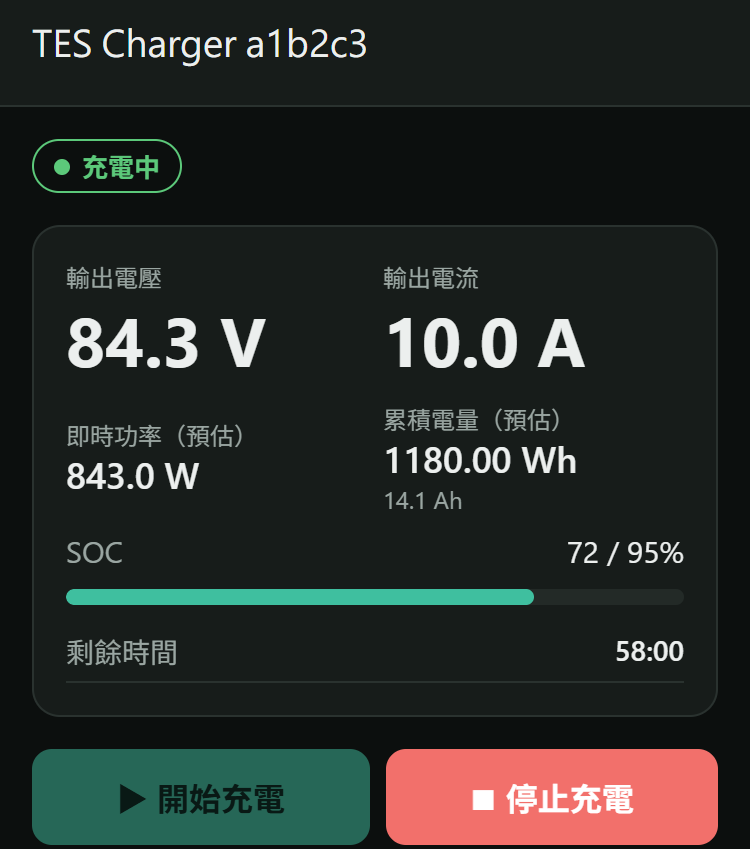 TES Charger a1b2c3
● 充電中
輸出電壓
84.3 V
輸出電流
10.0 A
即時功率（預估）
843.0 W
累積電量（預估）
1180.00 Wh
14.1 Ah
SOC
72 / 95%
剩餘時間
58:00
▶ 開始充電
■ 停止充電